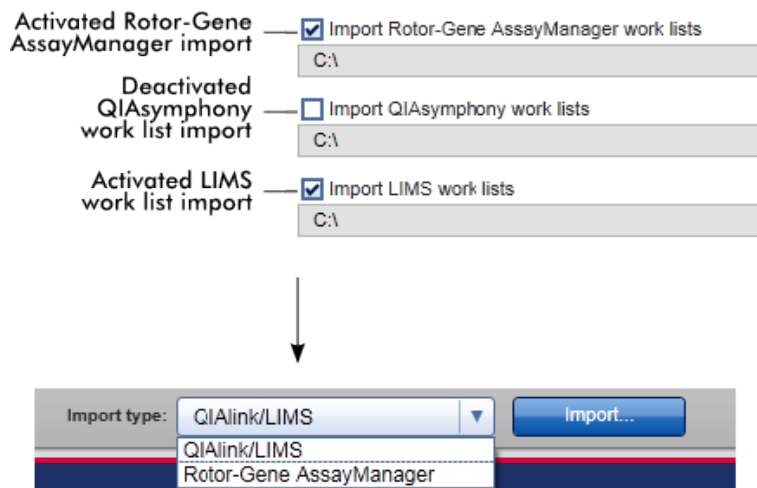 Activated Rotor-Gene
AssayManager import
Import Rotor-Gene AssayManager work lists
C:\
Deactivated
QIAsymphony
work list import
Import QIAsymphony work lists
C:\
Activated LIMS
work list import
Import LIMS work lists
C:\
Import type:
QIAlink/LIMS
Import...
QIAlink/LIMS
Rotor-Gene AssayManager